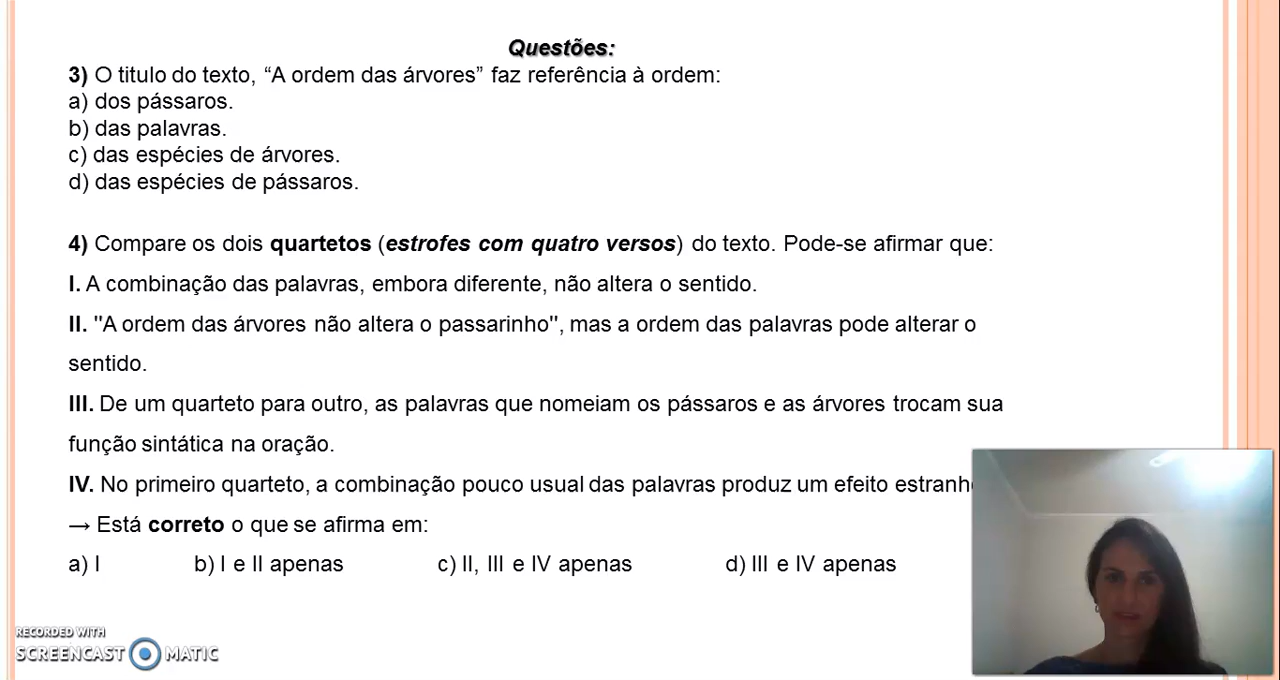 Questões:
3) O titulo do texto, “A ordem das árvores” faz referência à ordem:
a) dos pássaros.
b) das palavras.
c) das espécies de árvores.
d) das espécies de pássaros.
4) Compare os dois quartetos (estrofes com quatro versos) do texto. Pode-se afirmar que:
I. A combinação das palavras, embora diferente, não altera o sentido.
II. "A ordem das árvores não altera o passarinho", mas a ordem das palavras pode alterar o
sentido.
III. De um quarteto para outro, as palavras que nomeiam os pássaros e as árvores trocam sua
função sintática na oração.
IV. No primeiro quarteto, a combinação pouco usual das palavras produz um efeito
→ Está correto o que se afirma em:
a) I b) I e II apenas c) II, III e IV apenas d) III e IV apenas
RECORDED WITH
SCREENCAST MATIC